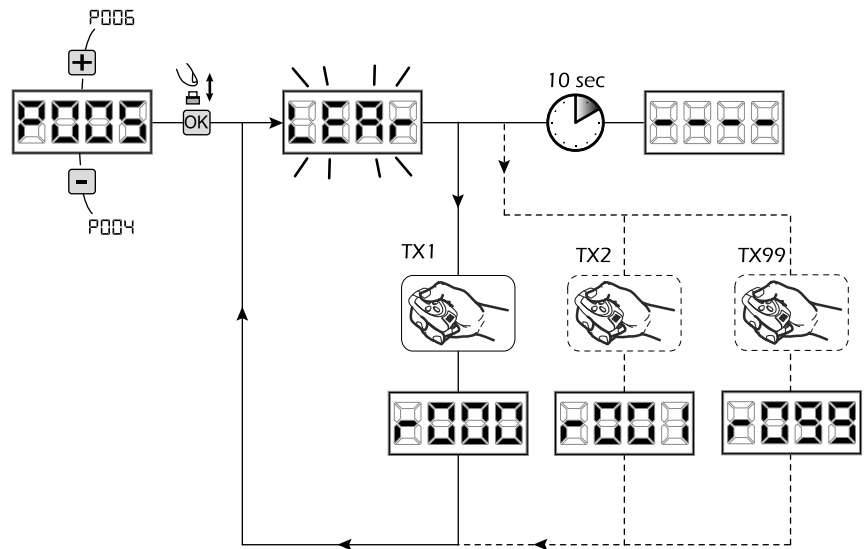 P006
+
P005
OK
LEAr
10 sec
- - - -
-
P004
TX1
TX2
TX99
r000
r001
r099